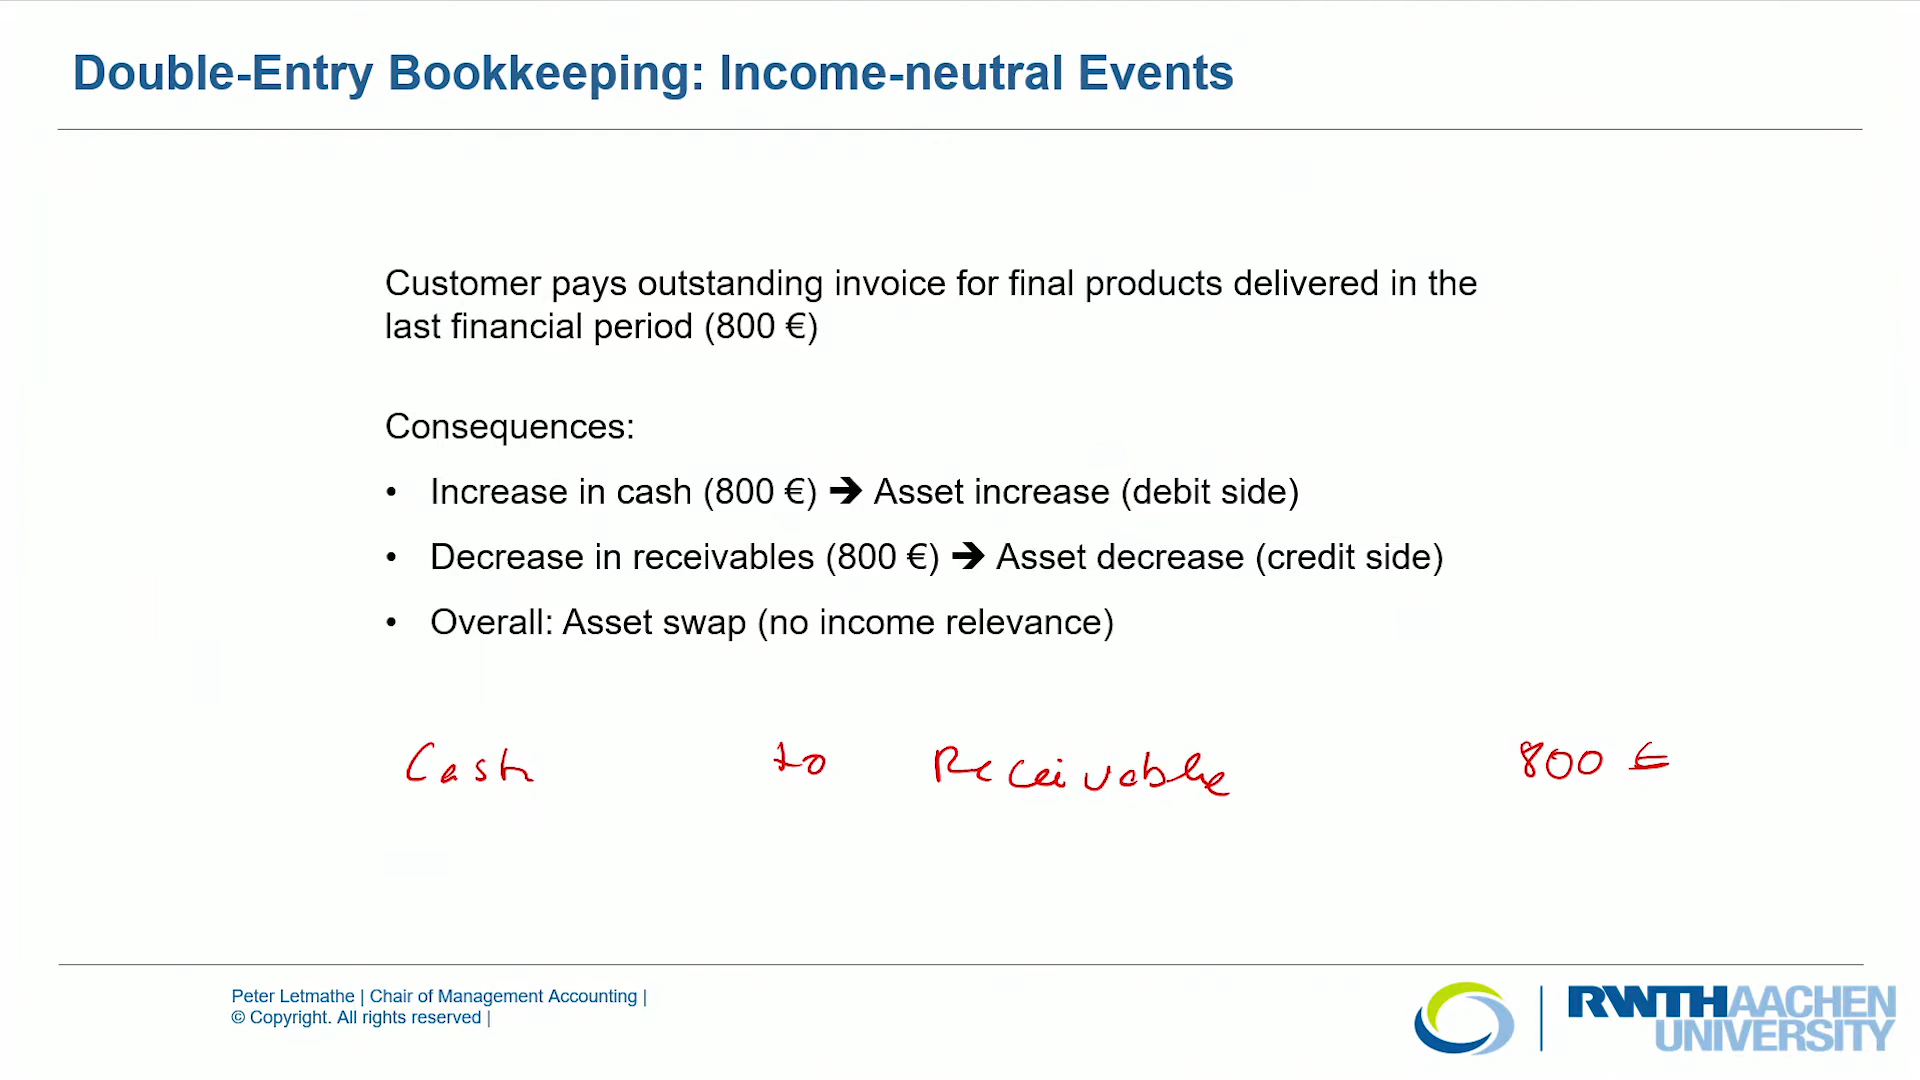 Double-Entry Bookkeeping: Income-neutral Events
Customer pays outstanding invoice for final products delivered in the
last financial period (800 €)
Consequences:
• Increase in cash (800 €) ➔ Asset increase (debit side)
• Decrease in receivables (800 €) ➔ Asset decrease (credit side)
• Overall: Asset swap (no income relevance)
Cash to Receivable 800 €
Peter Letmathe | Chair of Management Accounting |
© Copyright. All rights reserved |
RWTHAACHEN
UNIVERSITY